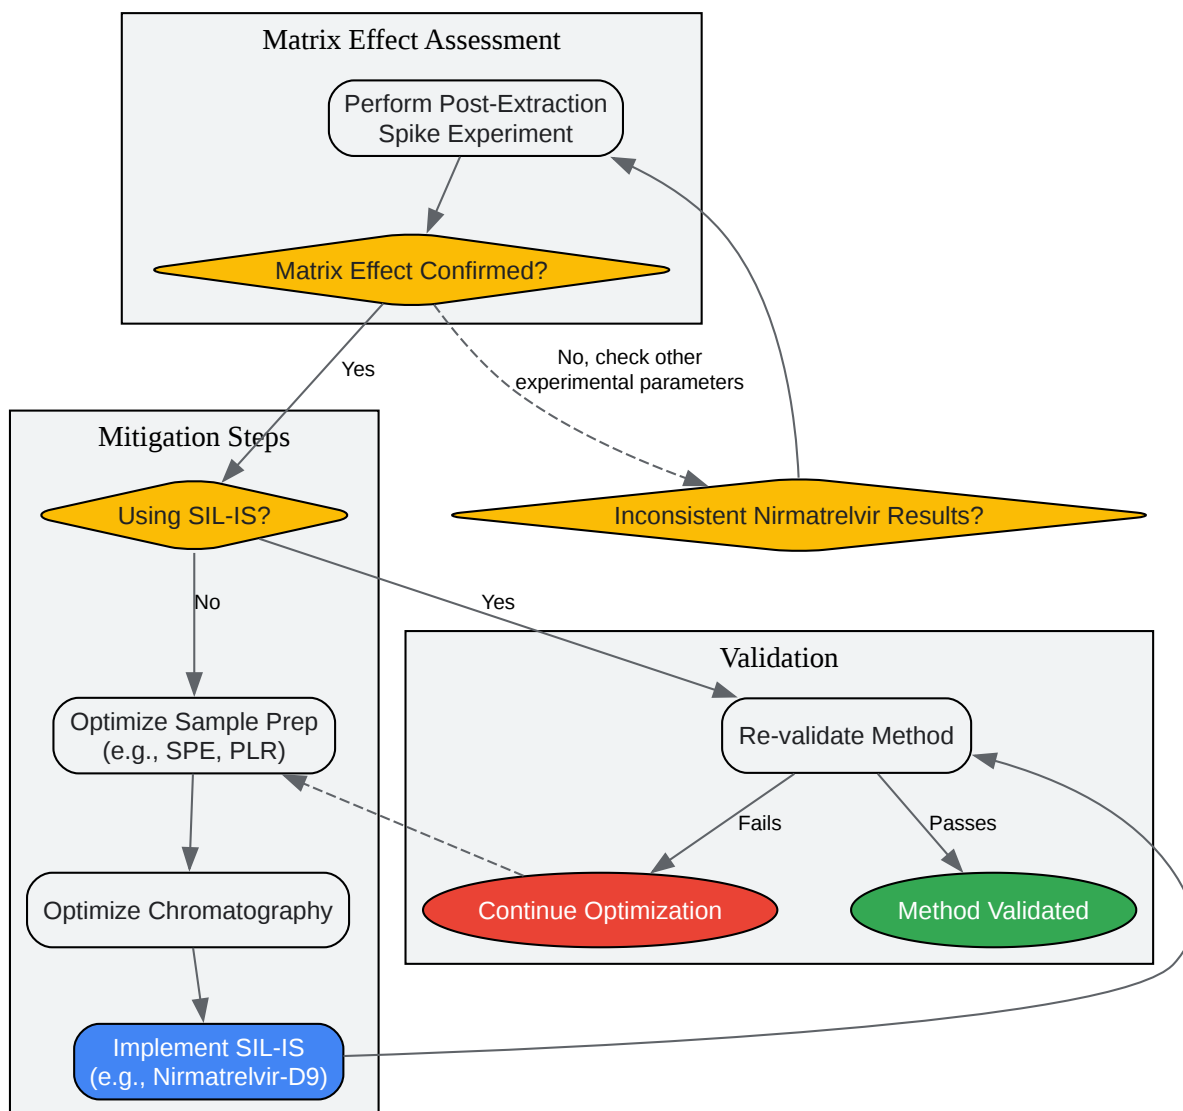 Matrix Effect Assessment
Perform Post-Extraction
Spike Experiment
Matrix Effect Confirmed?
No, check other
experimental parameters
Yes
Mitigation Steps
Using SIL-IS?
Inconsistent Nirmatrelvir Results?
No
Yes
Validation
Optimize Sample Prep
(e.g., SPE, PLR)
Re-validate Method
Fails
Passes
Optimize Chromatography
Continue Optimization
Method Validated
Implement SIL-IS
(e.g., Nirmatrelvir-D9)